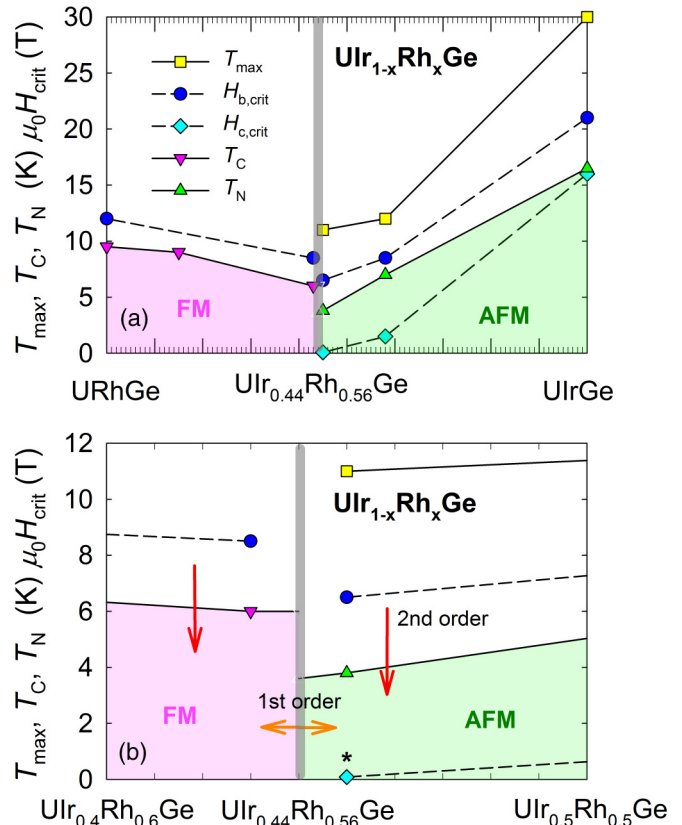 T_max, T_C, T_N (K) μ₀H_crit (T)
30
25
20
15
10
5
0
UIr₁₋ₓRhₓGe
T_max
H_b,crit
H_c,crit
T_C
T_N
FM
AFM
(a)
URhGe
UIr₀.₄₄Rh₀.₅₆Ge
UIrGe
T_max, T_C, T_N (K) μ₀H_crit (T)
12
10
8
6
4
2
0
UIr₁₋ₓRhₓGe
2nd order
1st order
FM
AFM
(b)
*
UIr₀.₄Rh₀.₆Ge
UIr₀.₄₄Rh₀.₅₆Ge
UIr₀.₅Rh₀.₅Ge